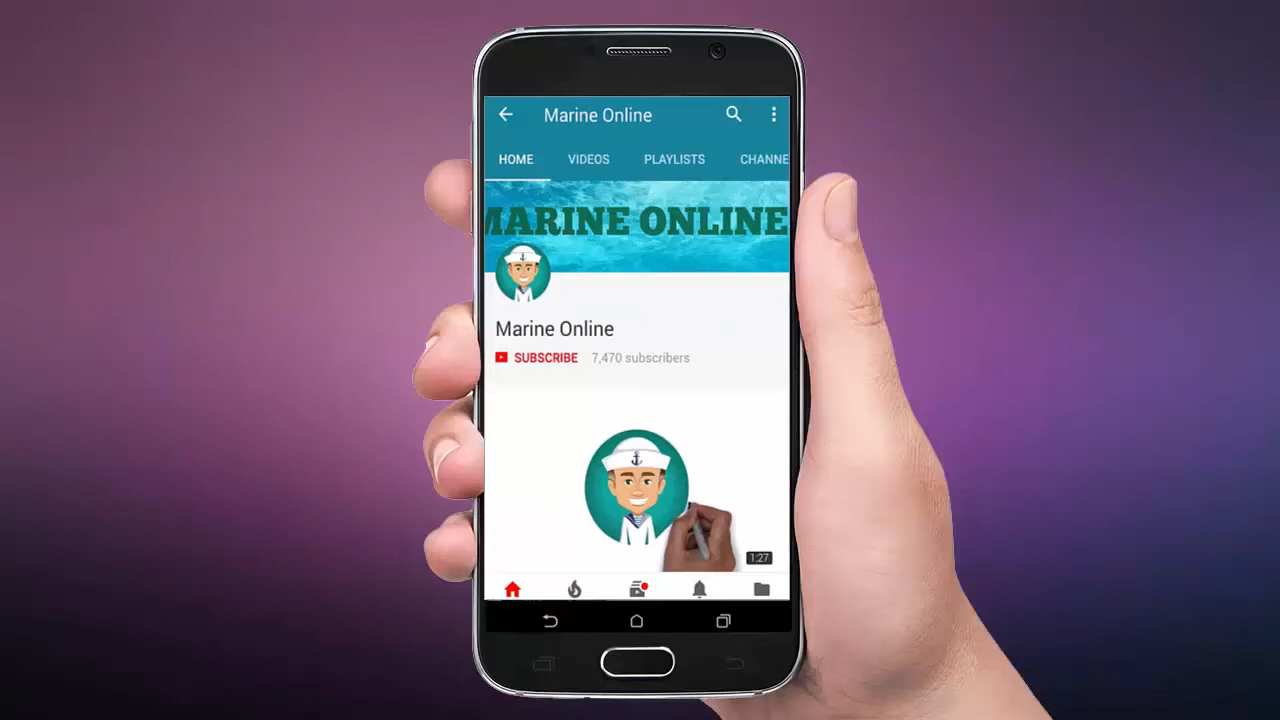 Marine Online
HOME VIDEOS PLAYLISTS CHANNE
MARINE ONLINE
Marine Online
SUBSCRIBE 7,470 subscribers
1:27